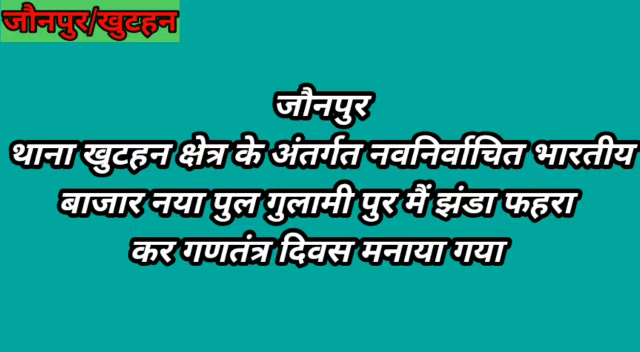 जौनपुर/खुटहन
जौनपुर
थाना खुटहन क्षेत्र के अंतर्गत नवनिर्वाचित भारतीय
बाजार नया पुल गुलामी पुर मैं झंडा फहरा
कर गणतंत्र दिवस मनाया गया